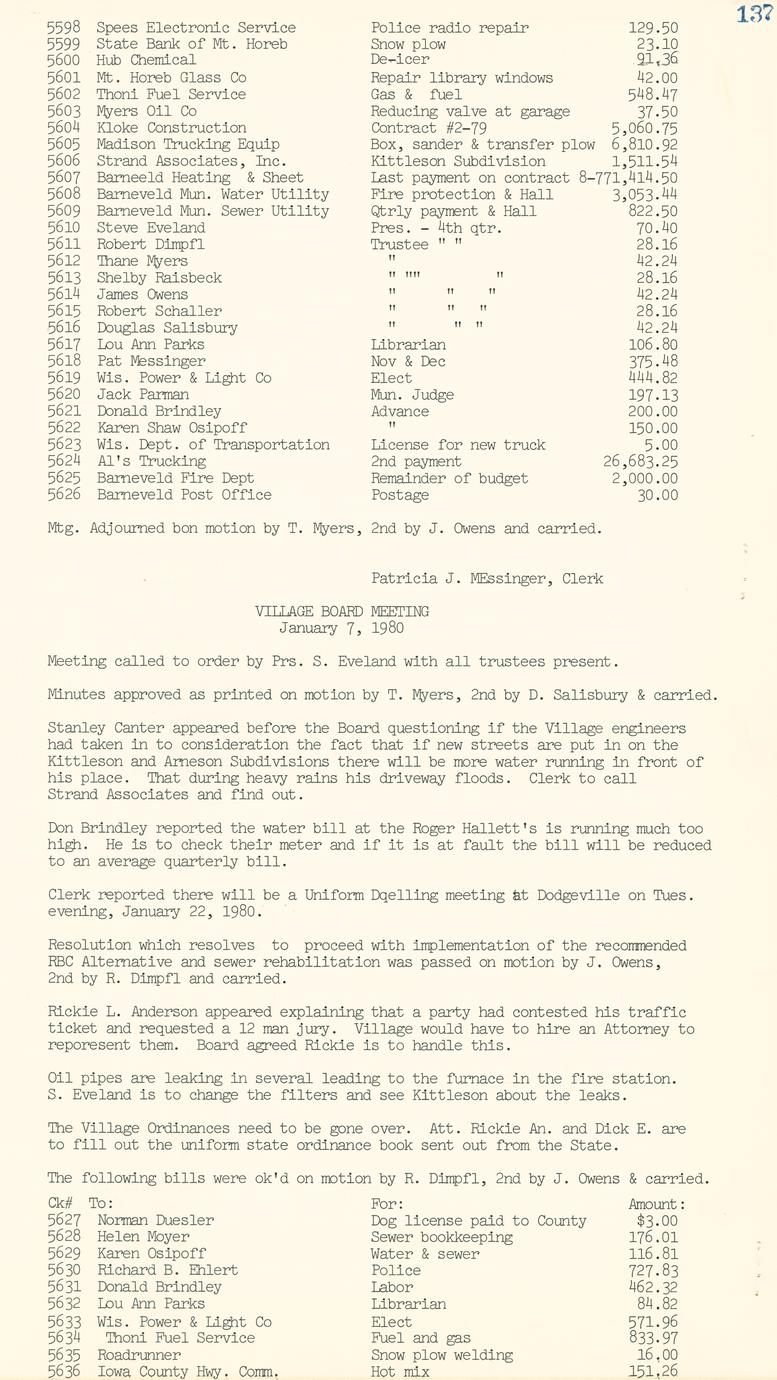 137
5598 Spees Electronic Service Police radio repair 129.50
5599 State Bank of Mt. Horeb Snow plow 23.10
5600 Hub Chemical De-icer 91.36
5601 Mt. Horeb Glass Co Repair library windows 42.00
5602 Thoni Fuel Service Gas & fuel 548.47
5603 Myers Oil Co Reducing valve at garage 37.50
5604 Kloke Construction Contract #2-79 5,060.75
5605 Madison Trucking Equip Box, sander & transfer plow 6,810.92
5606 Strand Associates, Inc. Kittleson Subdivision 1,511.54
5607 Barneeld Heating & Sheet Last payment on contract 8-771,414.50
5608 Barneveld Mun. Water Utility Fire protection & Hall 3,053.44
5609 Barneveld Mun. Sewer Utility Qtrly payment & Hall 822.50
5610 Steve Eveland Pres. - 4th qtr. 70.40
5611 Robert Dimpfl Trustee " " 28.16
5612 Thane Myers " 42.24
5613 Shelby Raisbeck " "" " 28.16
5614 James Owens " " " 42.24
5615 Robert Schaller " " " 28.16
5616 Douglas Salisbury " " " 42.24
5617 Lou Ann Parks Librarian 106.80
5618 Pat Messinger Nov & Dec 375.48
5619 Wis. Power & Light Co Elect 444.82
5620 Jack Parman Mun. Judge 197.13
5621 Donald Brindley Advance 200.00
5622 Karen Shaw Osipoff " 150.00
5623 Wis. Dept. of Transportation License for new truck 5.00
5624 Al's Trucking 2nd payment 26,683.25
5625 Barneveld Fire Dept Remainder of budget 2,000.00
5626 Barneveld Post Office Postage 30.00
Mtg. Adjourned bon motion by T. Myers, 2nd by J. Owens and carried.
Patricia J. MEssinger, Clerk
VILLAGE BOARD MEETING
January 7, 1980
Meeting called to order by Prs. S. Eveland with all trustees present.
Minutes approved as printed on motion by T. Myers, 2nd by D. Salisbury & carried.
Stanley Canter appeared before the Board questioning if the Village engineers
had taken in to consideration the fact that if new streets are put in on the
Kittleson and Arneson Subdivisions there will be more water running in front of
his place. That during heavy rains his driveway floods. Clerk to call
Strand Associates and find out.
Don Brindley reported the water bill at the Roger Hallett's is running much too
high. He is to check their meter and if it is at fault the bill will be reduced
to an average quarterly bill.
Clerk reported there will be a Uniform Dqelling meeting at Dodgeville on Tues.
evening, January 22, 1980.
Resolution which resolves to proceed with implementation of the recommended
RBC Alternative and sewer rehabilitation was passed on motion by J. Owens,
2nd by R. Dimpfl and carried.
Rickie L. Anderson appeared explaining that a party had contested his traffic
ticket and requested a 12 man jury. Village would have to hire an Attorney to
reporesent them. Board agreed Rickie is to handle this.
Oil pipes are leaking in several leading to the furnace in the fire station.
S. Eveland is to change the filters and see Kittleson about the leaks.
The Village Ordinances need to be gone over. Att. Rickie An. and Dick E. are
to fill out the uniform state ordinance book sent out from the State.
The following bills were ok'd on motion by R. Dimpfl, 2nd by J. Owens & carried.
Ck# To: For: Amount:
5627 Norman Duesler Dog license paid to County $3.00
5628 Helen Moyer Sewer bookkeeping 176.01
5629 Karen Osipoff Water & sewer 116.81
5630 Richard B. Ehlert Police 727.83
5631 Donald Brindley Labor 462.32
5632 Lou Ann Parks Librarian 84.82
5633 Wis. Power & Light Co Elect 571.96
5634 Thoni Fuel Service Fuel and gas 833.97
5635 Roadrunner Snow plow welding 16.00
5636 Iowa County Hwy. Comm. Hot mix 151.26